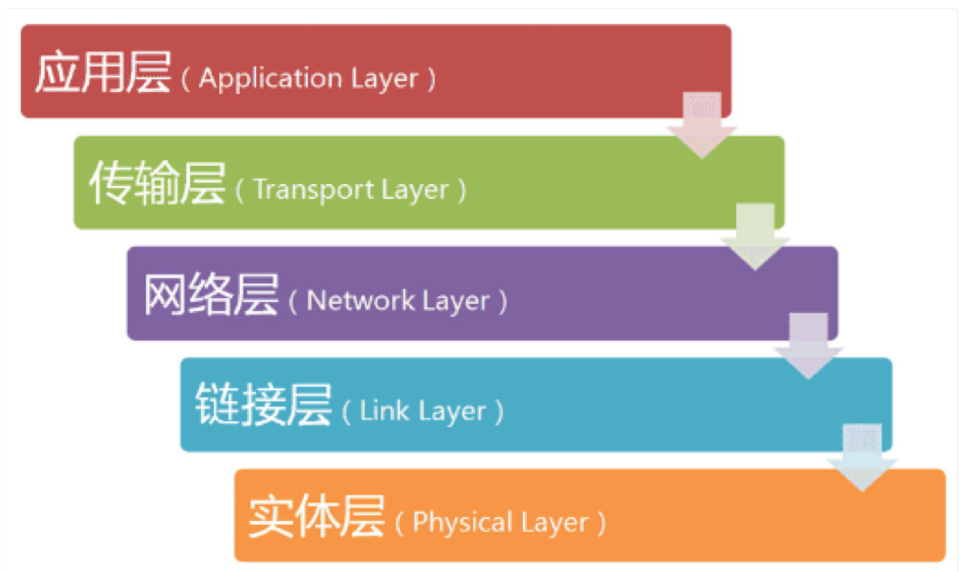 应用层（Application Layer）
传输层（Transport Layer）
网络层（Network Layer）
链接层（Link Layer）
实体层（Physical Layer）